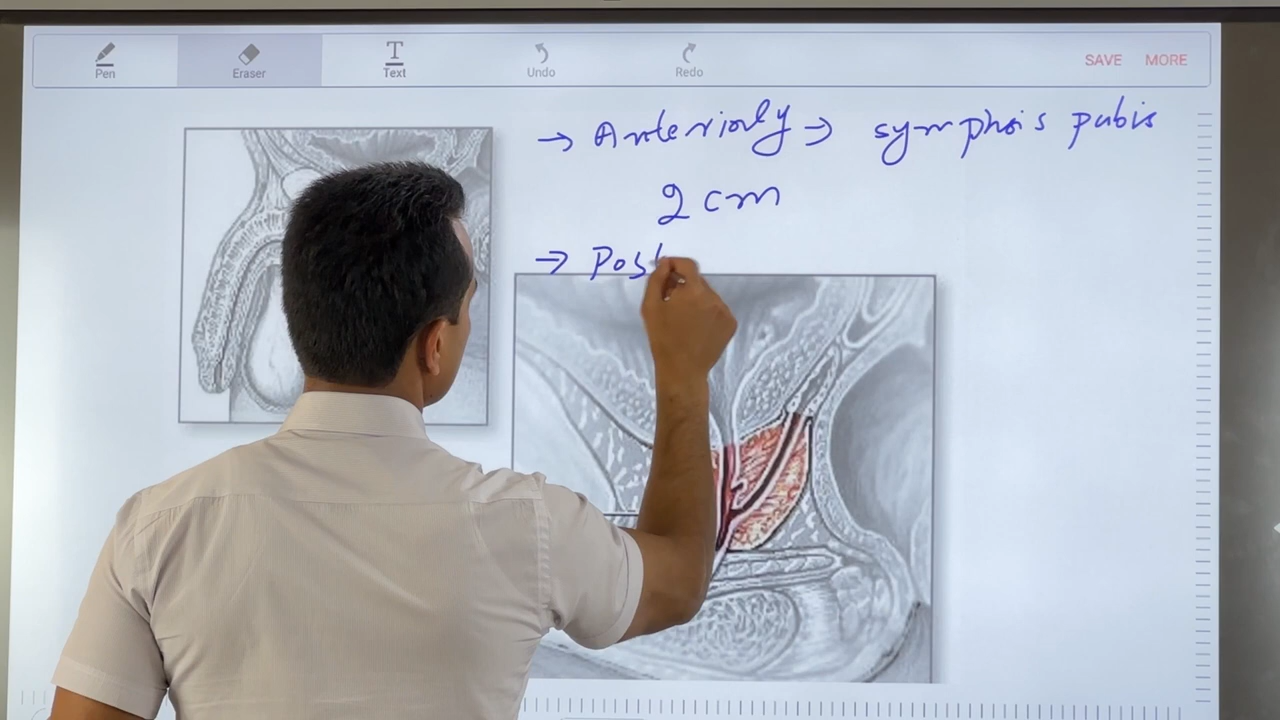 Pen Eraser Text Undo Redo SAVE MORE
→ Anteriorly ⇒ symphsis pubis
2 cm
→ Post